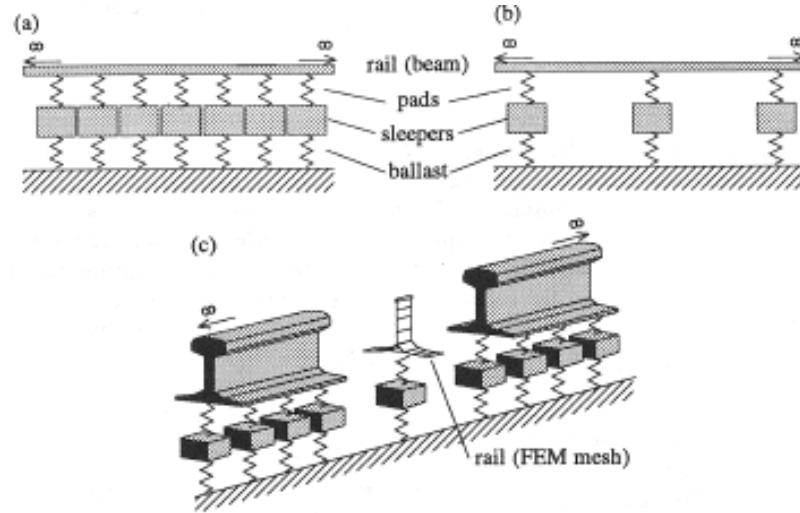 (a)
(b)
∞
∞
∞
∞
rail (beam)
pads
sleepers
ballast
(c)
∞
∞
rail (FEM mesh)